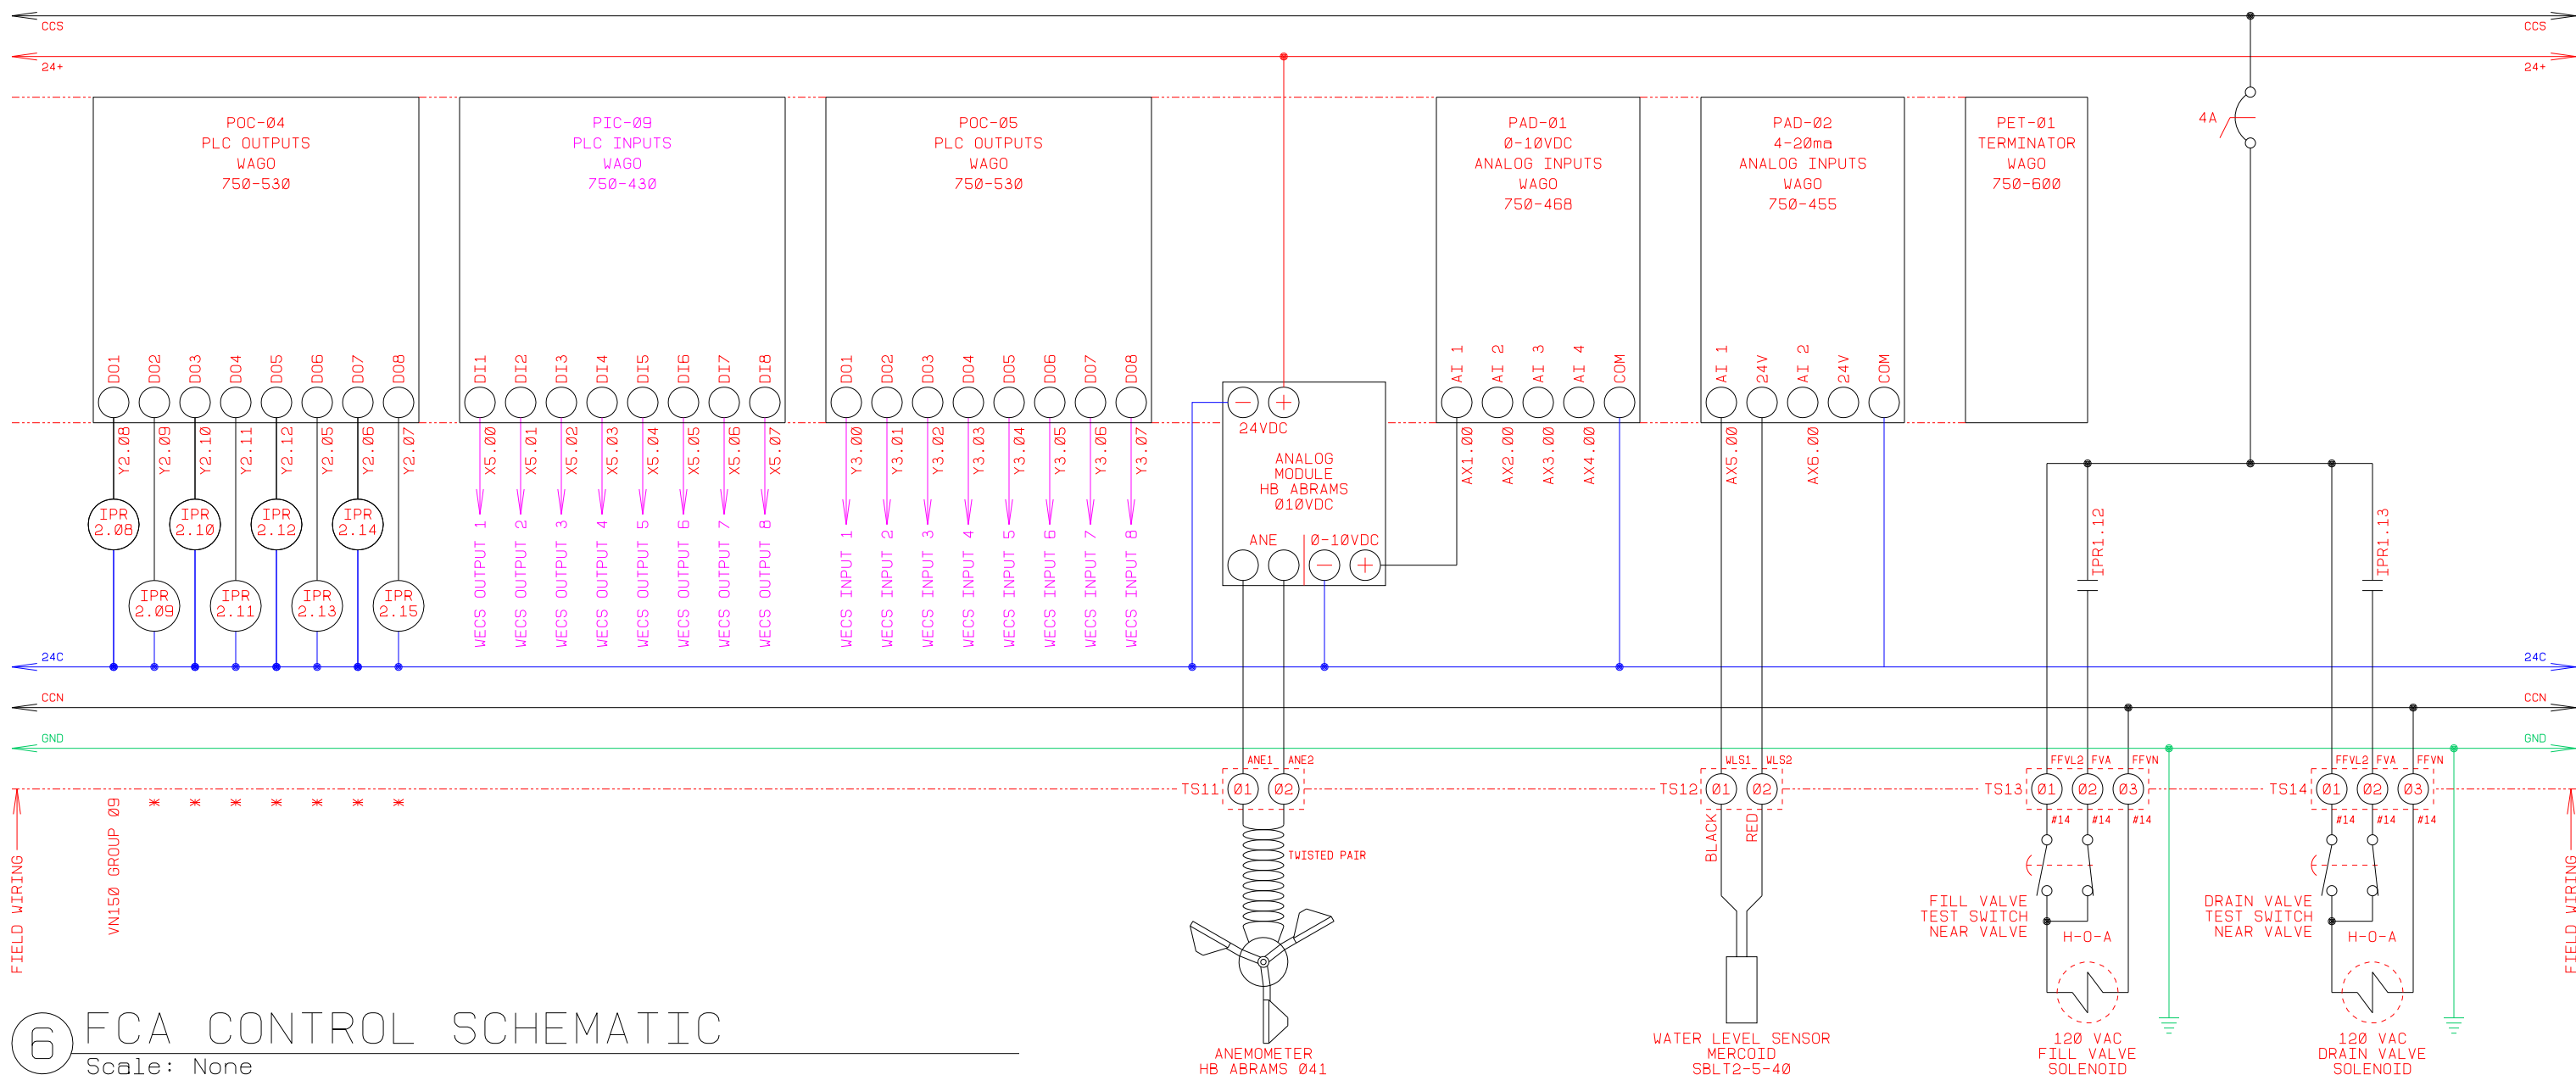 CCS
CCS
24+
24+
POC-04
PLC OUTPUTS
WAGO
750-530
PIC-09
PLC INPUTS
WAGO
750-430
POC-05
PLC OUTPUTS
WAGO
750-530
PAD-01
0-10VDC
ANALOG INPUTS
WAGO
750-468
PAD-02
4-20ma
ANALOG INPUTS
WAGO
750-455
PET-01
TERMINATOR
WAGO
750-600
4A
DO1
DO2
DO3
DO4
DO5
DO6
DO7
DO8
DI1
DI2
DI3
DI4
DI5
DI6
DI7
DI8
DO1
DO2
DO3
DO4
DO5
DO6
DO7
DO8
AI 1
AI 2
AI 3
AI 4
COM
AI 1
24V
AI 2
24V
COM
Y2.08
Y2.09
Y2.10
Y2.11
Y2.12
Y2.05
Y2.06
Y2.07
X5.00
X5.01
X5.02
X5.03
X5.04
X5.05
X5.06
X5.07
Y3.00
Y3.01
Y3.02
Y3.03
Y3.04
Y3.05
Y3.06
Y3.07
− +
24VDC
ANALOG
MODULE
HB ABRAMS
010VDC
ANE
0-10VDC
− +
AX1.00
AX2.00
AX3.00
AX4.00
AX5.00
AX6.00
IPR
2.08
IPR
2.10
IPR
2.12
IPR
2.14
IPR
2.09
IPR
2.11
IPR
2.13
IPR
2.15
WECS OUTPUT 1
WECS OUTPUT 2
WECS OUTPUT 3
WECS OUTPUT 4
WECS OUTPUT 5
WECS OUTPUT 6
WECS OUTPUT 7
WECS OUTPUT 8
WECS INPUT 1
WECS INPUT 2
WECS INPUT 3
WECS INPUT 4
WECS INPUT 5
WECS INPUT 6
WECS INPUT 7
WECS INPUT 8
IPR1.12
IPR1.13
24C
24C
CCN
CCN
GND
GND
ANE1
ANE2
WLS1
WLS2
FFVL2
FVA
FFVN
FFVL2
FVA
FFVN
TS11
01
02
TS12
01
02
TS13
01
02
03
TS14
01
02
03
FIELD WIRING
VN150 GROUP 09
* * * * * * *
TWISTED PAIR
BLACK
RED
#14
#14
#14
#14
#14
#14
FIELD WIRING
FILL VALVE
TEST SWITCH
NEAR VALVE
H-O-A
DRAIN VALVE
TEST SWITCH
NEAR VALVE
H-O-A
6
FCA CONTROL SCHEMATIC
Scale: None
ANEMOMETER
HB ABRAMS 041
WATER LEVEL SENSOR
MERCOID
SBLT2-5-40
120 VAC
FILL VALVE
SOLENOID
120 VAC
DRAIN VALVE
SOLENOID